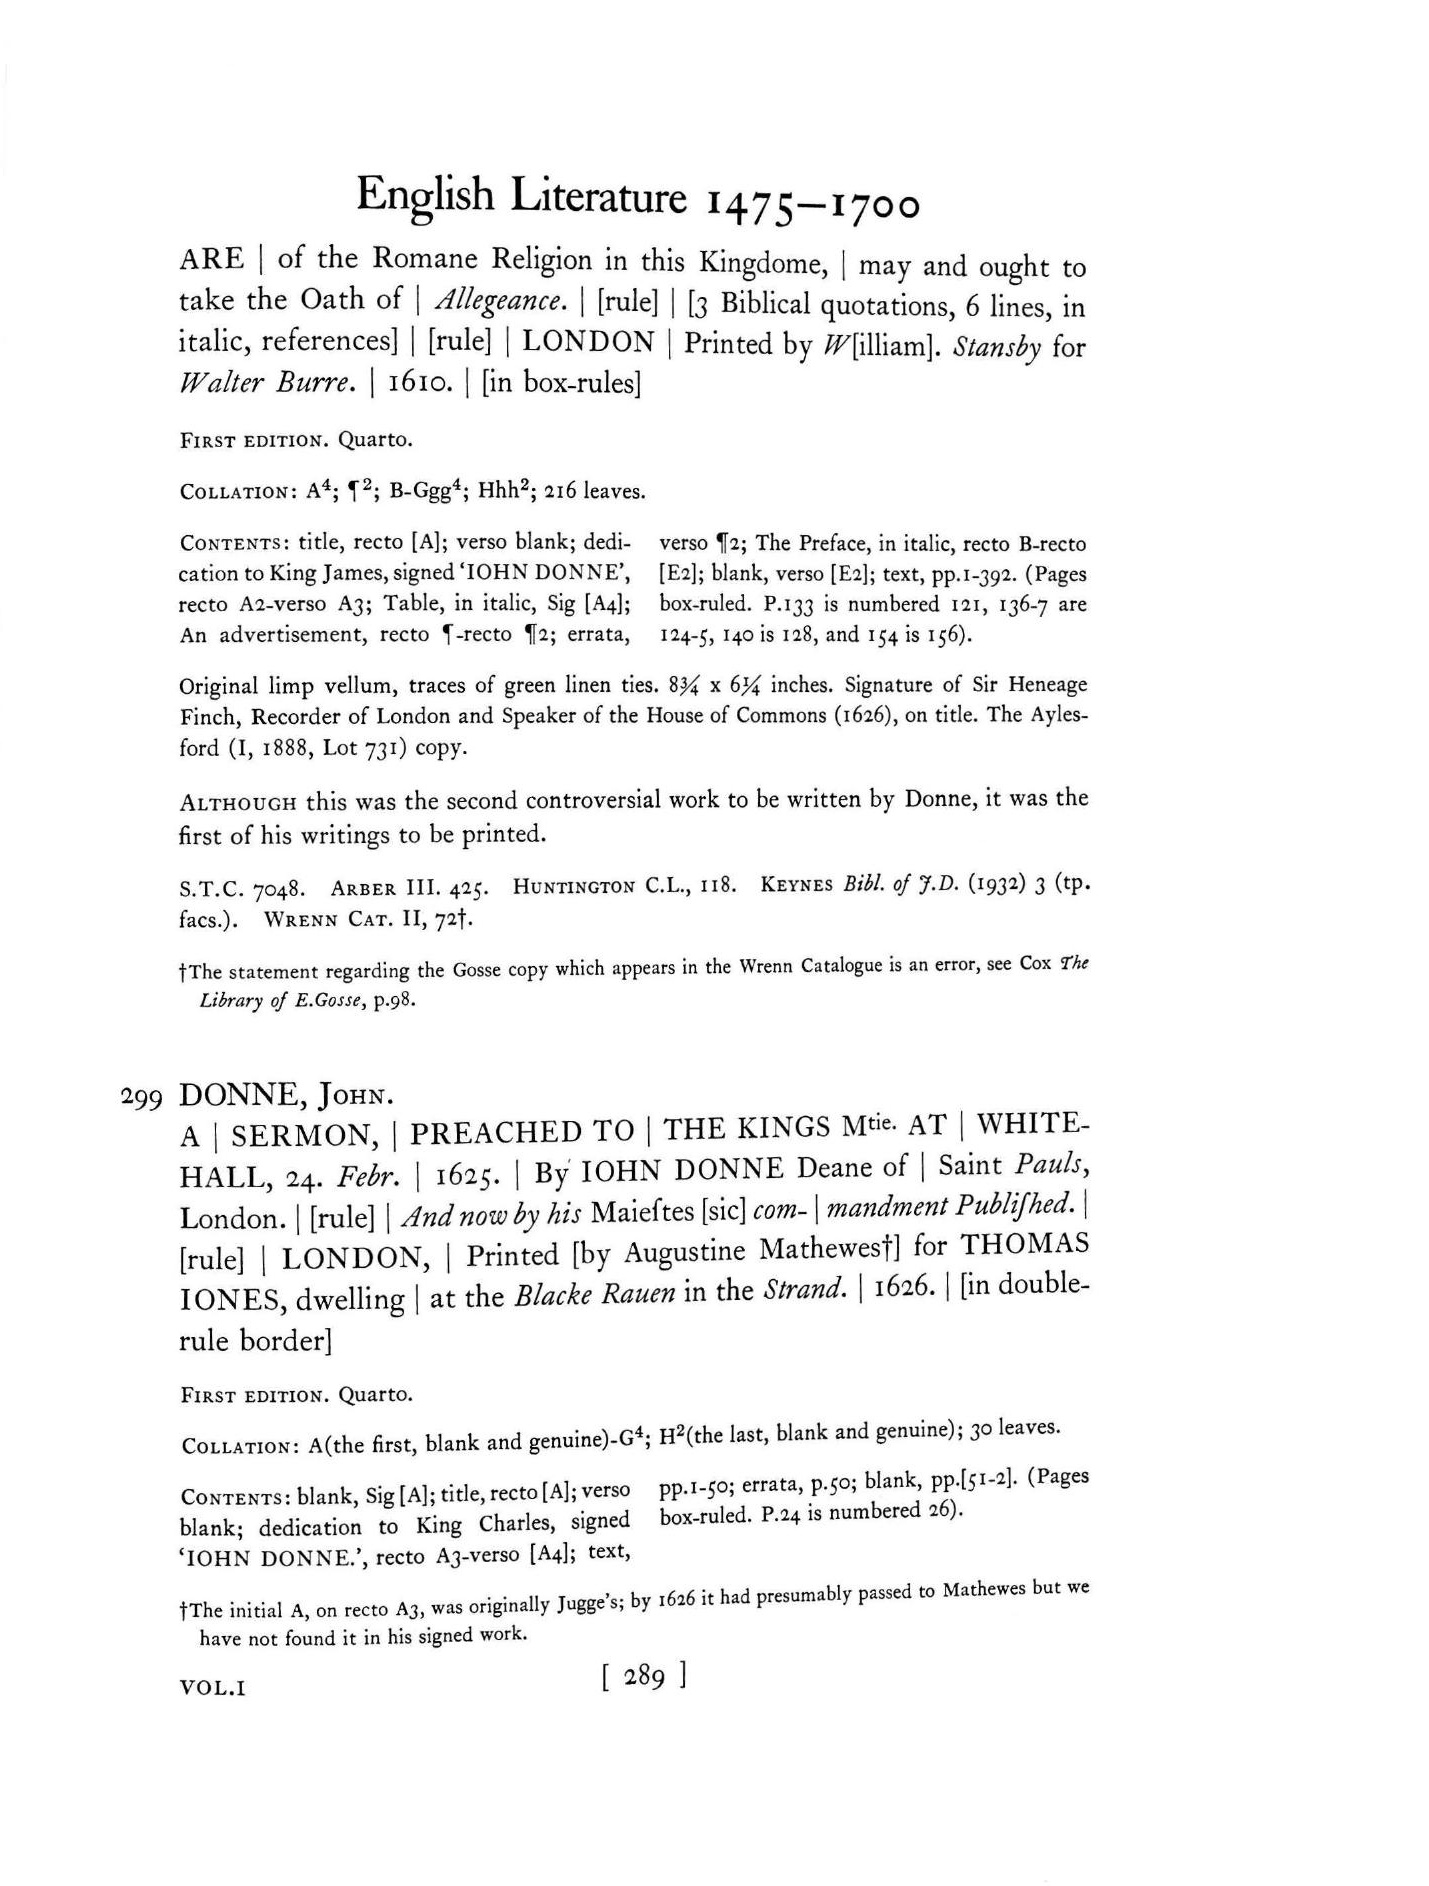 English Literature 1475–1700
ARE | of the Romane Religion in this Kingdome, | may and ought to
take the Oath of | Allegeance. | [rule] | [3 Biblical quotations, 6 lines, in
italic, references] | [rule] | LONDON | Printed by W[illiam]. Stansby for
Walter Burre. | 1610. | [in box-rules]
FIRST EDITION. Quarto.
COLLATION: A⁴; ¶²; B-Ggg⁴; Hhh²; 216 leaves.
CONTENTS: title, recto [A]; verso blank; dedi-
cation to King James, signed ‘IOHN DONNE’,
recto A2-verso A3; Table, in italic, Sig [A4];
An advertisement, recto ¶-recto ¶2; errata,
verso ¶2; The Preface, in italic, recto B-recto
[E2]; blank, verso [E2]; text, pp.1-392. (Pages
box-ruled. P.133 is numbered 121, 136-7 are
124-5, 140 is 128, and 154 is 156).
Original limp vellum, traces of green linen ties. 8¾ x 6¼ inches. Signature of Sir Heneage
Finch, Recorder of London and Speaker of the House of Commons (1626), on title. The Ayles-
ford (I, 1888, Lot 731) copy.
ALTHOUGH this was the second controversial work to be written by Donne, it was the
first of his writings to be printed.
S.T.C. 7048. ARBER III. 425. HUNTINGTON C.L., 118. KEYNES Bibl. of J.D. (1932) 3 (tp.
facs.). WRENN CAT. II, 72†.
†The statement regarding the Gosse copy which appears in the Wrenn Catalogue is an error, see Cox The
Library of E.Gosse, p.98.
299 DONNE, JOHN.
A | SERMON, | PREACHED TO | THE KINGS Mtie. AT | WHITE-
HALL, 24. Febr. | 1625. | By IOHN DONNE Deane of | Saint Pauls,
London. | [rule] | And now by his Maieſtes [sic] com- | mandment Publiſhed. |
[rule] | LONDON, | Printed [by Augustine Mathewes†] for THOMAS
IONES, dwelling | at the Blacke Rauen in the Strand. | 1626. | [in double-
rule border]
FIRST EDITION. Quarto.
COLLATION: A(the first, blank and genuine)-G⁴; H²(the last, blank and genuine); 30 leaves.
CONTENTS: blank, Sig [A]; title, recto [A]; verso
blank; dedication to King Charles, signed
‘IOHN DONNE.’, recto A3-verso [A4]; text,
pp.1-50; errata, p.50; blank, pp.[51-2]. (Pages
box-ruled. P.24 is numbered 26).
†The initial A, on recto A3, was originally Jugge's; by 1626 it had presumably passed to Mathewes but we
have not found it in his signed work.
VOL.I [ 289 ]